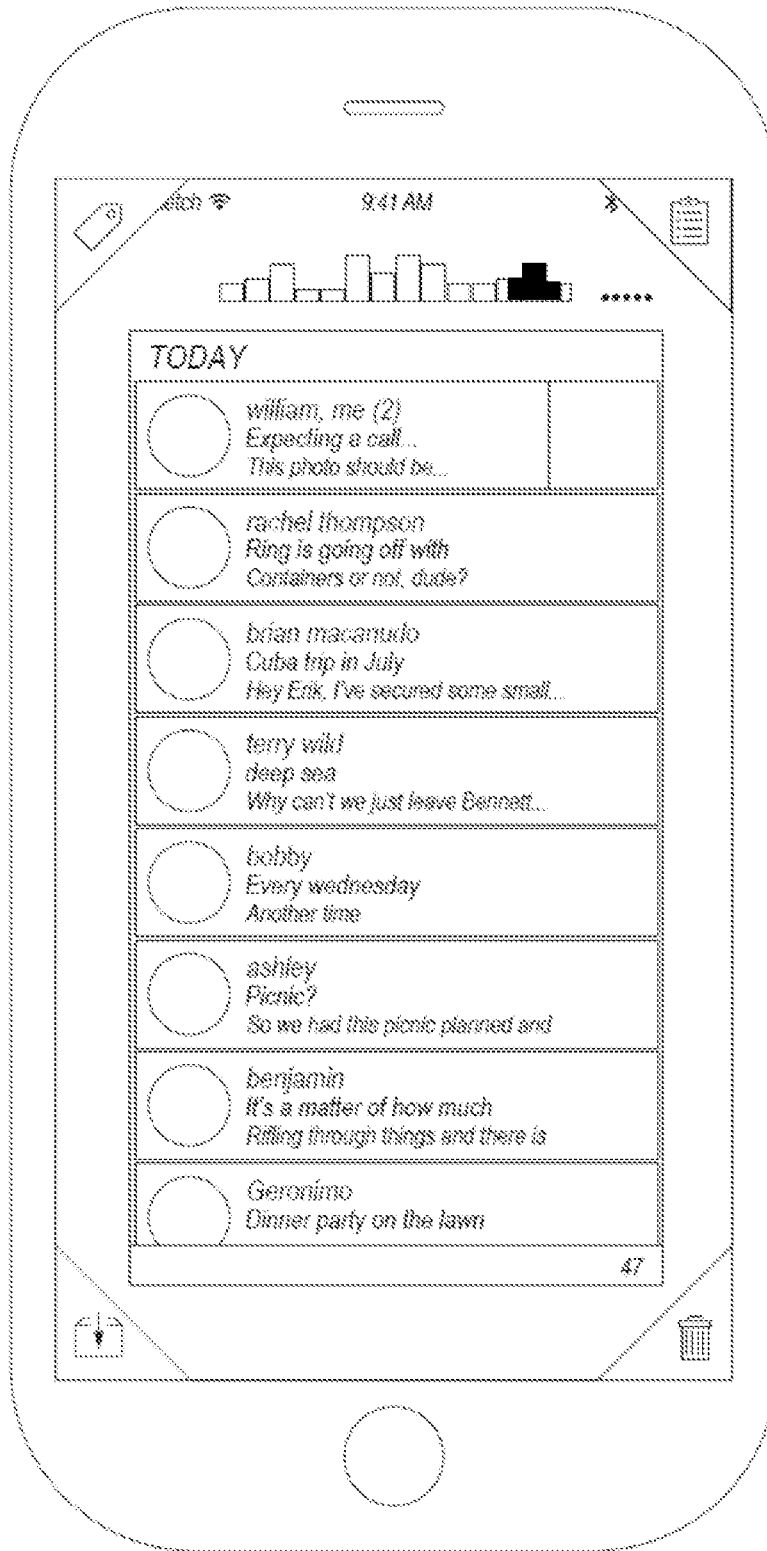 etch 9:41 AM
TODAY
william, me (2)
Expecting a call...
This photo should be...
rachel thompson
Ring is going off with
Containers or not, dude?
brian macanudo
Cuba trip in July
Hey Erik, I've secured some small...
terry wild
deep sea
Why can't we just leave Bennett...
bobby
Every wednesday
Another time
ashley
Picnic?
So we had this picnic planned and
benjamin
It's a matter of how much
Riffling through things and there is
Geronimo
Dinner party on the lawn
47